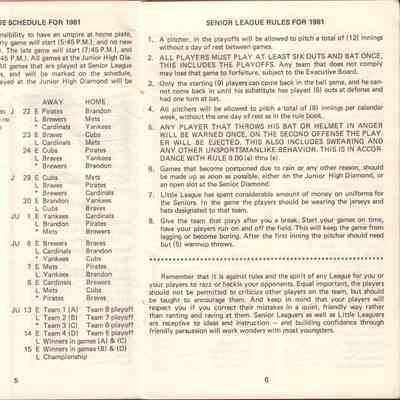 E SCHEDULE FOR 1981
nsibility to have an umpire at home plate,
ny game will start (5:45 P.M.), and no new
. The late game will start (7:45 P.M.), and no
P.M.). All games at the Junior High Dia-
All games that are played at Senior League
s, and will be marked on the schedule,
ayed at the Junior High Diamond will be
AWAY HOME
J 22 E Pirates Brandon
L Brewers Mets
* Cardinals Yankees
23 E Braves Cubs
L Cardinals Mets
24 E Cubs Pirates
L Braves Yankees
* Brewers Brandon
J 29 E Cubs Mets
L Braves Pirates
* Brewers Cardinals
30 E Brandon Yankees
L Cubs Brewers
JU 1 E Yankees Cardinals
L Brandon Pirates
* Mets Brewers
JU 6 E Brewers Braves
L Cardinals Brandon
* Yankees Cubs
7 E Mets Pirates
L Yankees Brandon
8 E Cardinals Brewers
L Mets Cubs
* Pirates Braves
JU 13 E Team 1 (A) Team 8 playoff
L Team 2 (B) Team 7 playoff
* Team 3 (C) Team 6 playoff
14 E Team 4 (D) Team 5 playoff
15 E Winners in games (A) & (C)
L Winners in games (B) & (D)
L Championship
5
SENIOR LEAGUE RULES FOR 1981
1. A pitcher, in the playoffs will be allowed to pitch a total of (12) innings
without a day of rest between games.
2. ALL PLAYERS MUST PLAY AT LEAST SIX OUTS AND BAT ONCE,
THIS INCLUDES THE PLAYOFFS. Any team that does not comply
may lose that game to forfeiture, subject to the Executive Board.
3. Only the starting (9) players can come back in the ball game, and he can-
not come back in until his substitute has played (6) outs at defense and
had one turn at bat.
4. All pitchers will be allowed to pitch a total of (9) innings per calendar
week, without the one day of rest as in the rule book.
5. ANY PLAYER THAT THROWS HIS BAT OR HELMET IN ANGER
WILL BE WARNED ONCE, ON THE SECOND OFFENSE THE PLAY-
ER WILL BE EJECTED. THIS ALSO INCLUDES SWEARING AND
ANY OTHER UNSPORTSMANLIKE BEHAVIOR. THIS IS IN ACCOR-
DANCE WITH RULE 9:00 (a) thru (e).
6. Games that become postponed due to rain or any other reason, should
be made up as soon as possible, either on the Junior High Diamond, or
an open slot at the Senior Diamond.
7. Little League has spent considerable amount of money on uniforms for
the Seniors. In the game the players should be wearing the jerseys and
hats designated to that team.
8. Give the team that plays after you a break. Start your games on time,
have your players run on and off the field. This will keep the game from
lagging or become boring. After the first inning the pitcher should need
but (5) warmup throws.
Remember that it is against rules and the spirit of any League for you or
your players to razz or heckle your opponents. Equal important, the players
should not be permitted to criticize other players on the team, but should
be taught to encourage them. And keep in mind that your players will
respect you if you correct their mistakes in a quiet, friendly way rather
than ranting and raving at them. Senior Leaguers as well as Little Leaguers
are receptive to ideas and instruction – and building confidence through
friendly persuasion will work wonders with most youngsters.
6